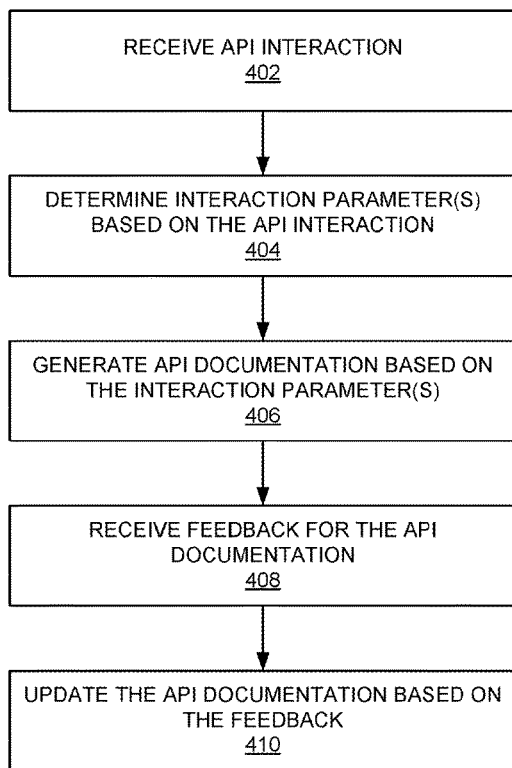 RECEIVE API INTERACTION
402
DETERMINE INTERACTION PARAMETER(S)
BASED ON THE API INTERACTION
404
GENERATE API DOCUMENTATION BASED ON
THE INTERACTION PARAMETER(S)
406
RECEIVE FEEDBACK FOR THE API
DOCUMENTATION
408
UPDATE THE API DOCUMENTATION BASED ON
THE FEEDBACK
410